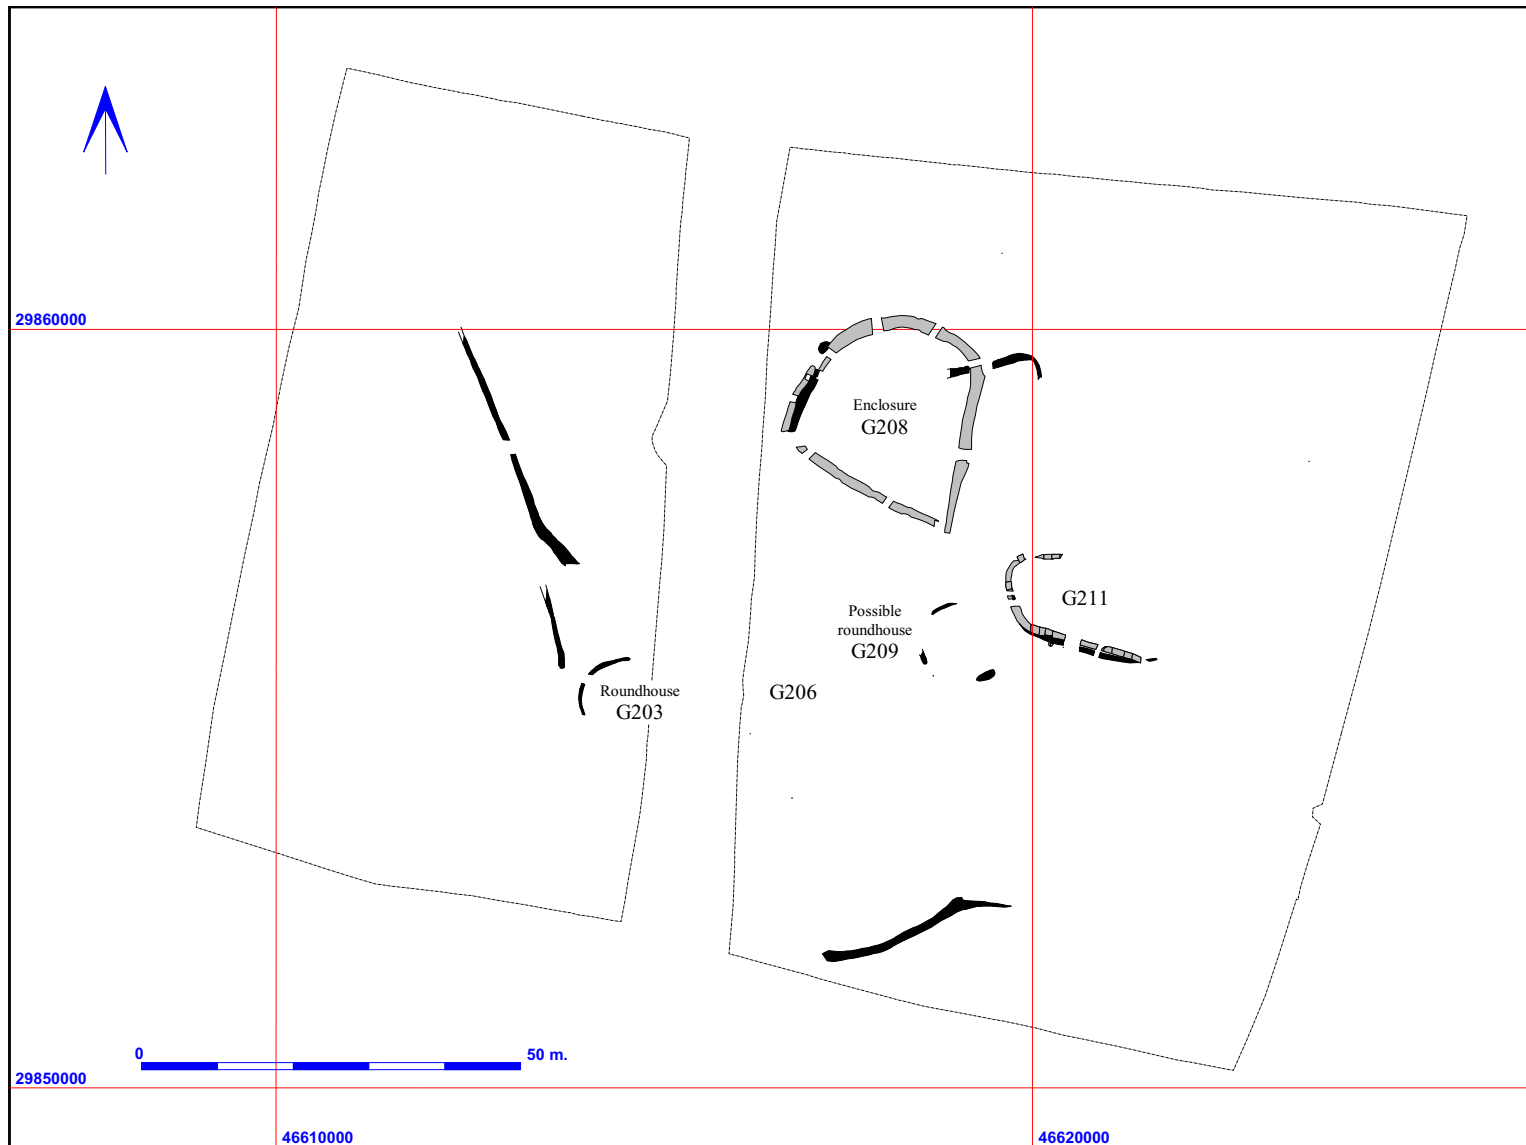 29860000
Enclosure
G208
Possible
roundhouse
G209
G211
Roundhouse
G203
G206
0
50 m.
29850000
46610000
46620000